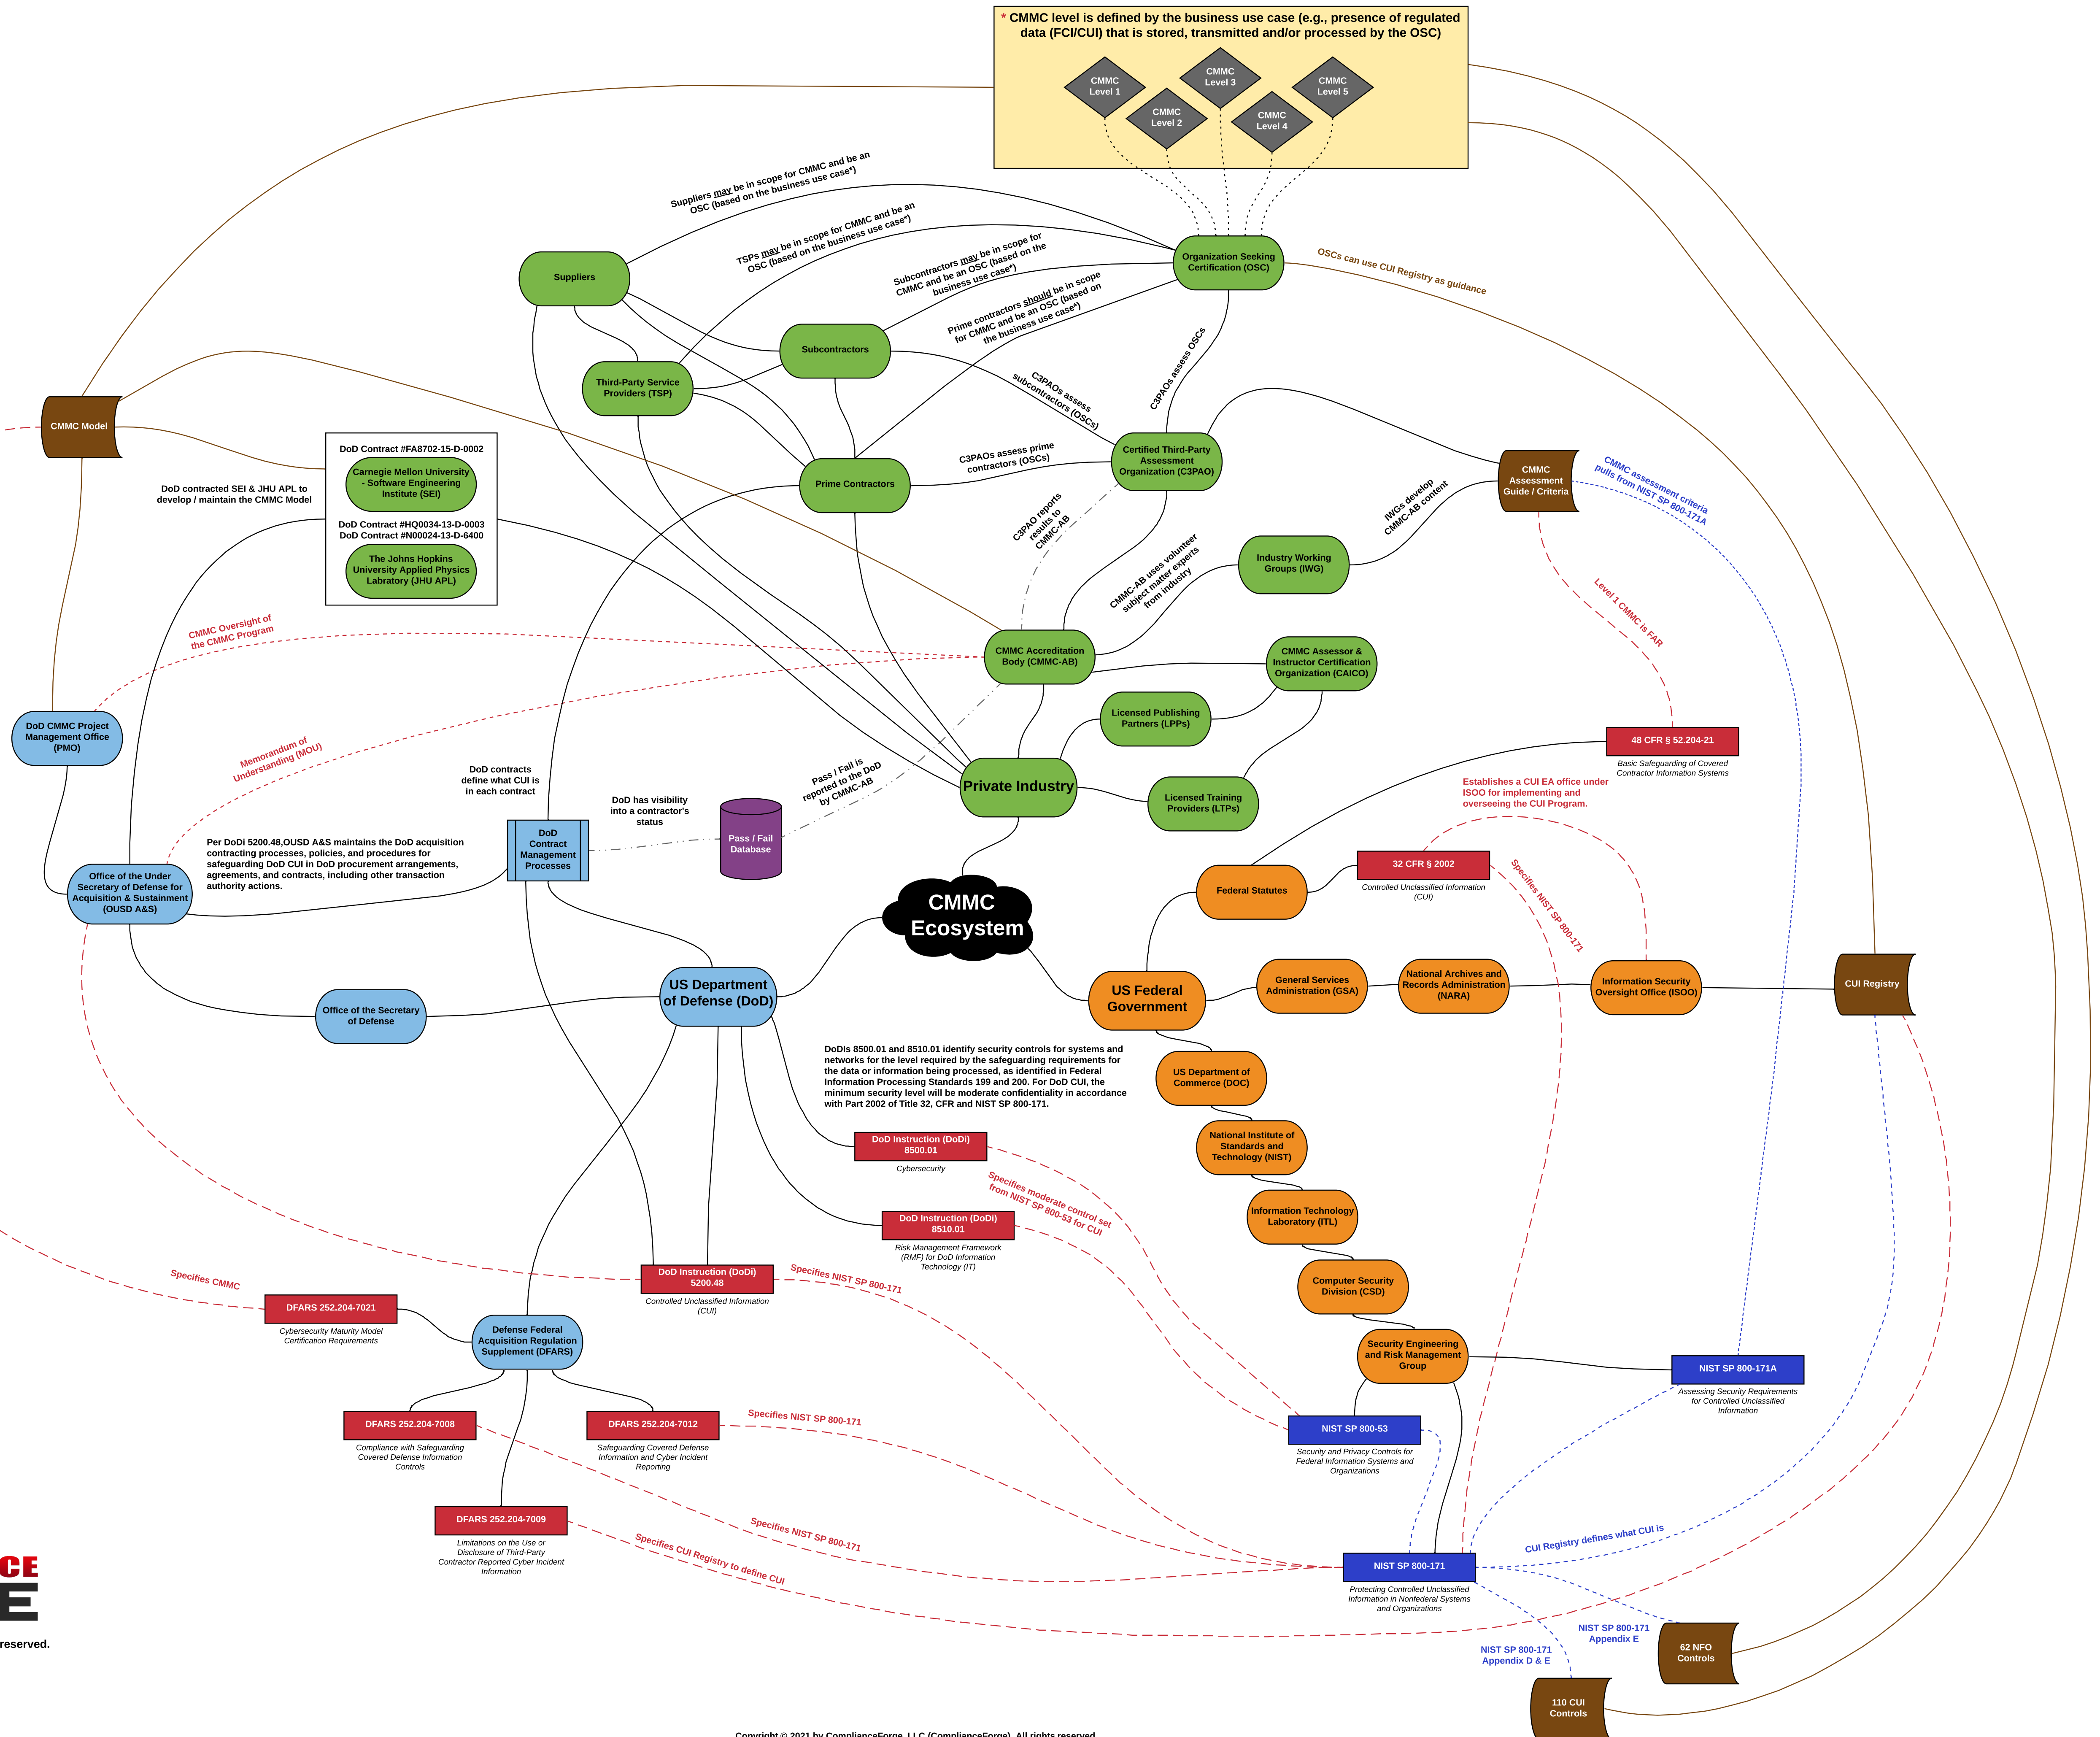 * CMMC level is defined by the business use case (e.g., presence of regulated
data (FCI/CUI) that is stored, transmitted and/or processed by the OSC)
CMMC
Level 1
CMMC
Level 2
CMMC
Level 3
CMMC
Level 4
CMMC
Level 5
Suppliers may be in scope for CMMC and be an
OSC (based on the business use case*)
TSPs may be in scope for CMMC and be an
OSC (based on the business use case*)
Subcontractors may be in scope for
CMMC and be an OSC (based on the
business use case*)
Prime contractors should be in scope
for CMMC and be an OSC (based on
the business use case*)
Organization Seeking
Certification (OSC)
OSCs can use CUI Registry as guidance
Suppliers
Subcontractors
Third-Party Service
Providers (TSP)
C3PAOs assess OSCs
C3PAOs assess
subcontractors (OSCs)
CMMC Model
DoD Contract #FA8702-15-D-0002
Carnegie Mellon University
- Software Engineering
Institute (SEI)
DoD Contract #HQ0034-13-D-0003
DoD Contract #N00024-13-D-6400
The Johns Hopkins
University Applied Physics
Labratory (JHU APL)
DoD contracted SEI & JHU APL to
develop / maintain the CMMC Model
Prime Contractors
C3PAOs assess prime
contractors (OSCs)
Certified Third-Party
Assessment
Organization (C3PAO)
CMMC
Assessment
Guide / Criteria
CMMC assessment criteria
pulls from NIST SP 800-171A
C3PAO reports
results to
CMMC-AB
IWGs develop
CMMC-AB content
CMMC-AB uses volunteer
subject matter experts
from industry
Industry Working
Groups (IWG)
Level 1 CMMC is FAR
CMMC Oversight of
the CMMC Program
CMMC Accreditation
Body (CMMC-AB)
CMMC Assessor &
Instructor Certification
Organization (CAICO)
Licensed Publishing
Partners (LPPs)
DoD CMMC Project
Management Office
(PMO)
Memorandum of
Understanding (MOU)
48 CFR § 52.204-21
Basic Safeguarding of Covered
Contractor Information Systems
DoD contracts
define what CUI is
in each contract
Pass / Fail is
reported to the DoD
by CMMC-AB
Private Industry
Licensed Training
Providers (LTPs)
Establishes a CUI EA office under
ISOO for implementing and
overseeing the CUI Program.
DoD has visibility
into a contractor's
status
Pass / Fail
Database
DoD
Contract
Management
Processes
Per DoDi 5200.48,OUSD A&S maintains the DoD acquisition
contracting processes, policies, and procedures for
safeguarding DoD CUI in DoD procurement arrangements,
agreements, and contracts, including other transaction
authority actions.
Office of the Under
Secretary of Defense for
Acquisition & Sustainment
(OUSD A&S)
CMMC
Ecosystem
Federal Statutes
32 CFR § 2002
Controlled Unclassified Information
(CUI)
Specifies NIST SP 800-171
Office of the Secretary
of Defense
US Department
of Defense (DoD)
US Federal
Government
General Services
Administration (GSA)
National Archives and
Records Administration
(NARA)
Information Security
Oversight Office (ISOO)
CUI Registry
DoDIs 8500.01 and 8510.01 identify security controls for systems and
networks for the level required by the safeguarding requirements for
the data or information being processed, as identified in Federal
Information Processing Standards 199 and 200. For DoD CUI, the
minimum security level will be moderate confidentiality in accordance
with Part 2002 of Title 32, CFR and NIST SP 800-171.
US Department of
Commerce (DOC)
DoD Instruction (DoDi)
8500.01
Cybersecurity
National Institute of
Standards and
Technology (NIST)
Specifies moderate control set
from NIST SP 800-53 for CUI
DoD Instruction (DoDi)
8510.01
Risk Management Framework
(RMF) for DoD Information
Technology (IT)
Information Technology
Laboratory (ITL)
DoD Instruction (DoDi)
5200.48
Controlled Unclassified Information
(CUI)
Specifies NIST SP 800-171
Computer Security
Division (CSD)
Specifies CMMC
DFARS 252.204-7021
Cybersecurity Maturity Model
Certification Requirements
Defense Federal
Acquisition Regulation
Supplement (DFARS)
Security Engineering
and Risk Management
Group
NIST SP 800-171A
Assessing Security Requirements
for Controlled Unclassified
Information
DFARS 252.204-7008
Compliance with Safeguarding
Covered Defense Information
Controls
DFARS 252.204-7012
Safeguarding Covered Defense
Information and Cyber Incident
Reporting
Specifies NIST SP 800-171
NIST SP 800-53
Security and Privacy Controls for
Federal Information Systems and
Organizations
DFARS 252.204-7009
Limitations on the Use or
Disclosure of Third-Party
Contractor Reported Cyber Incident
Information
Specifies NIST SP 800-171
Specifies CUI Registry to define CUI
CUI Registry defines what CUI is
NIST SP 800-171
Protecting Controlled Unclassified
Information in Nonfederal Systems
and Organizations
NIST SP 800-171
Appendix E
NIST SP 800-171
Appendix D & E
62 NFO
Controls
110 CUI
Controls
CE
E
reserved.
Copyright © 2021 by ComplianceForge, LLC (ComplianceForge). All rights reserved.